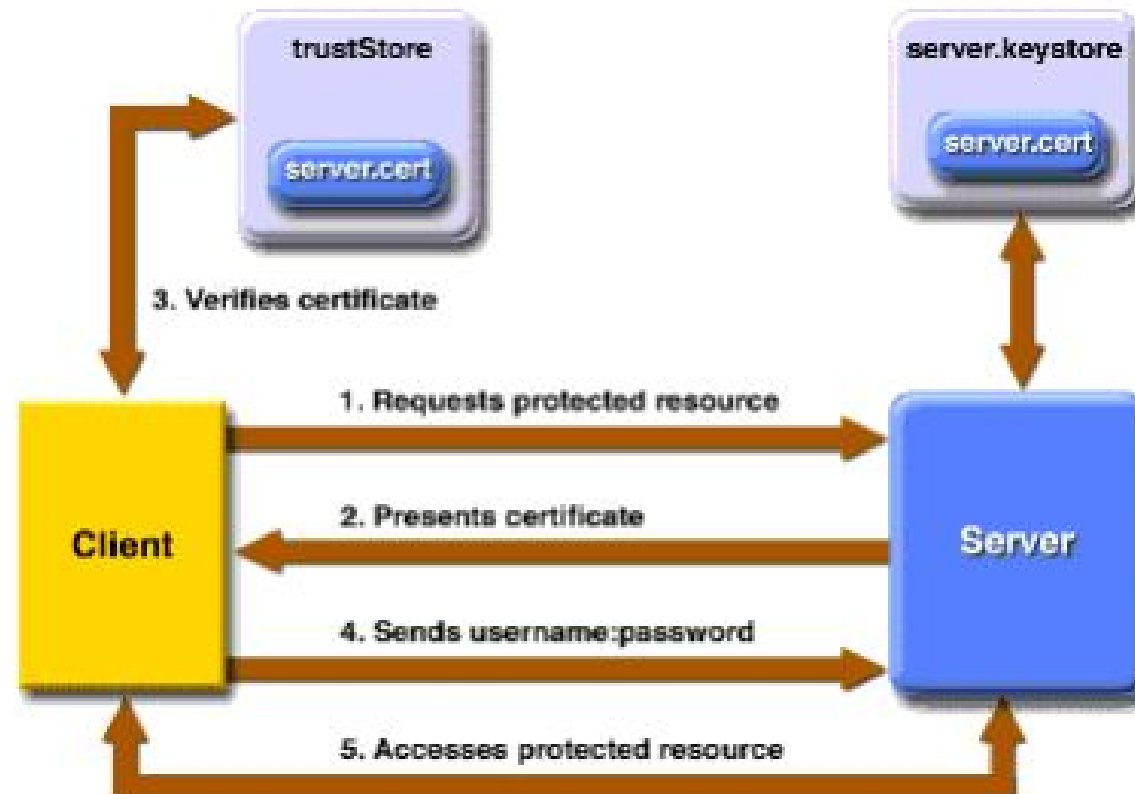 trustStore
server.cert
server.keystore
server.cert
3. Verifies certificate
1. Requests protected resource
2. Presents certificate
Client
Server
4. Sends username:password
5. Accesses protected resource